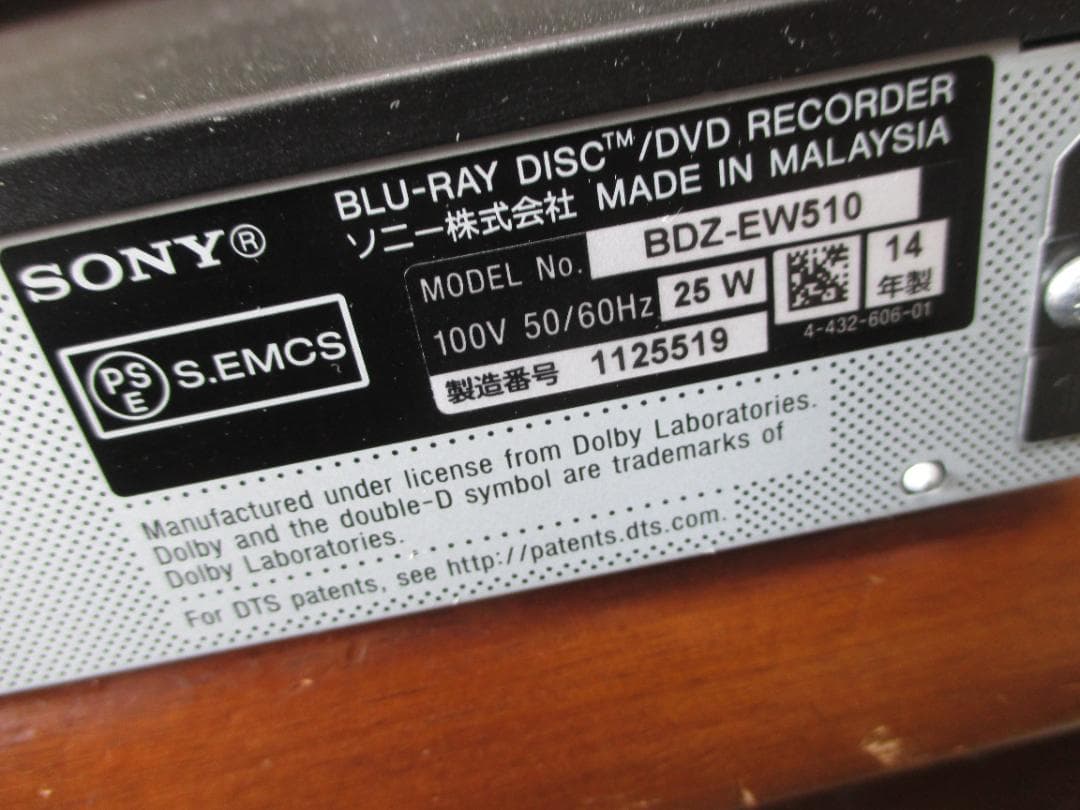 SONY®
BLU-RAY DISC™/DVD RECORDER
ソニー株式会社 MADE IN MALAYSIA
MODEL No. BDZ-EW510
100V 50/60Hz 25 W
14
年製
製造番号 1125519
4-432-606-01
PS
E
S.EMCS
Manufactured under license from Dolby Laboratories.
Dolby and the double-D symbol are trademarks of
Dolby Laboratories.
For DTS patents, see http://patents.dts.com.